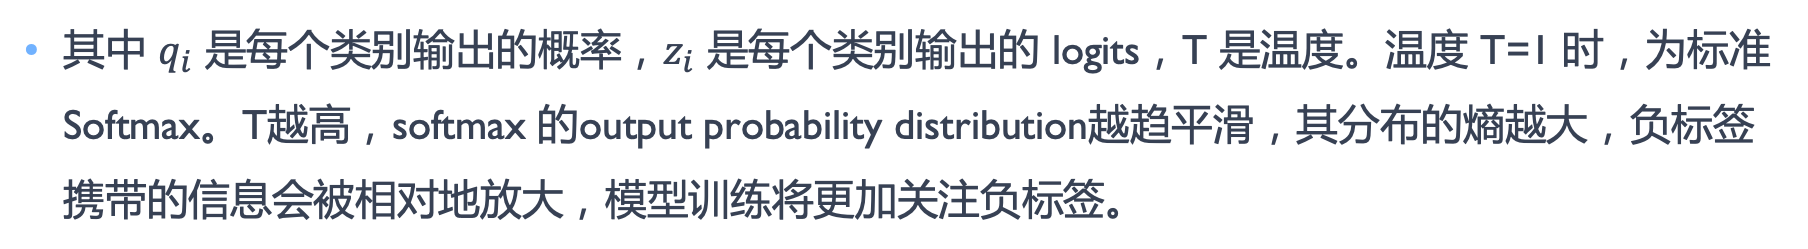 • 其中 qᵢ 是每个类别输出的概率，zᵢ 是每个类别输出的 logits，T 是温度。温度 T=1 时，为标准
Softmax。T越高，softmax 的output probability distribution越趋平滑，其分布的熵越大，负标签
携带的信息会被相对地放大，模型训练将更加关注负标签。